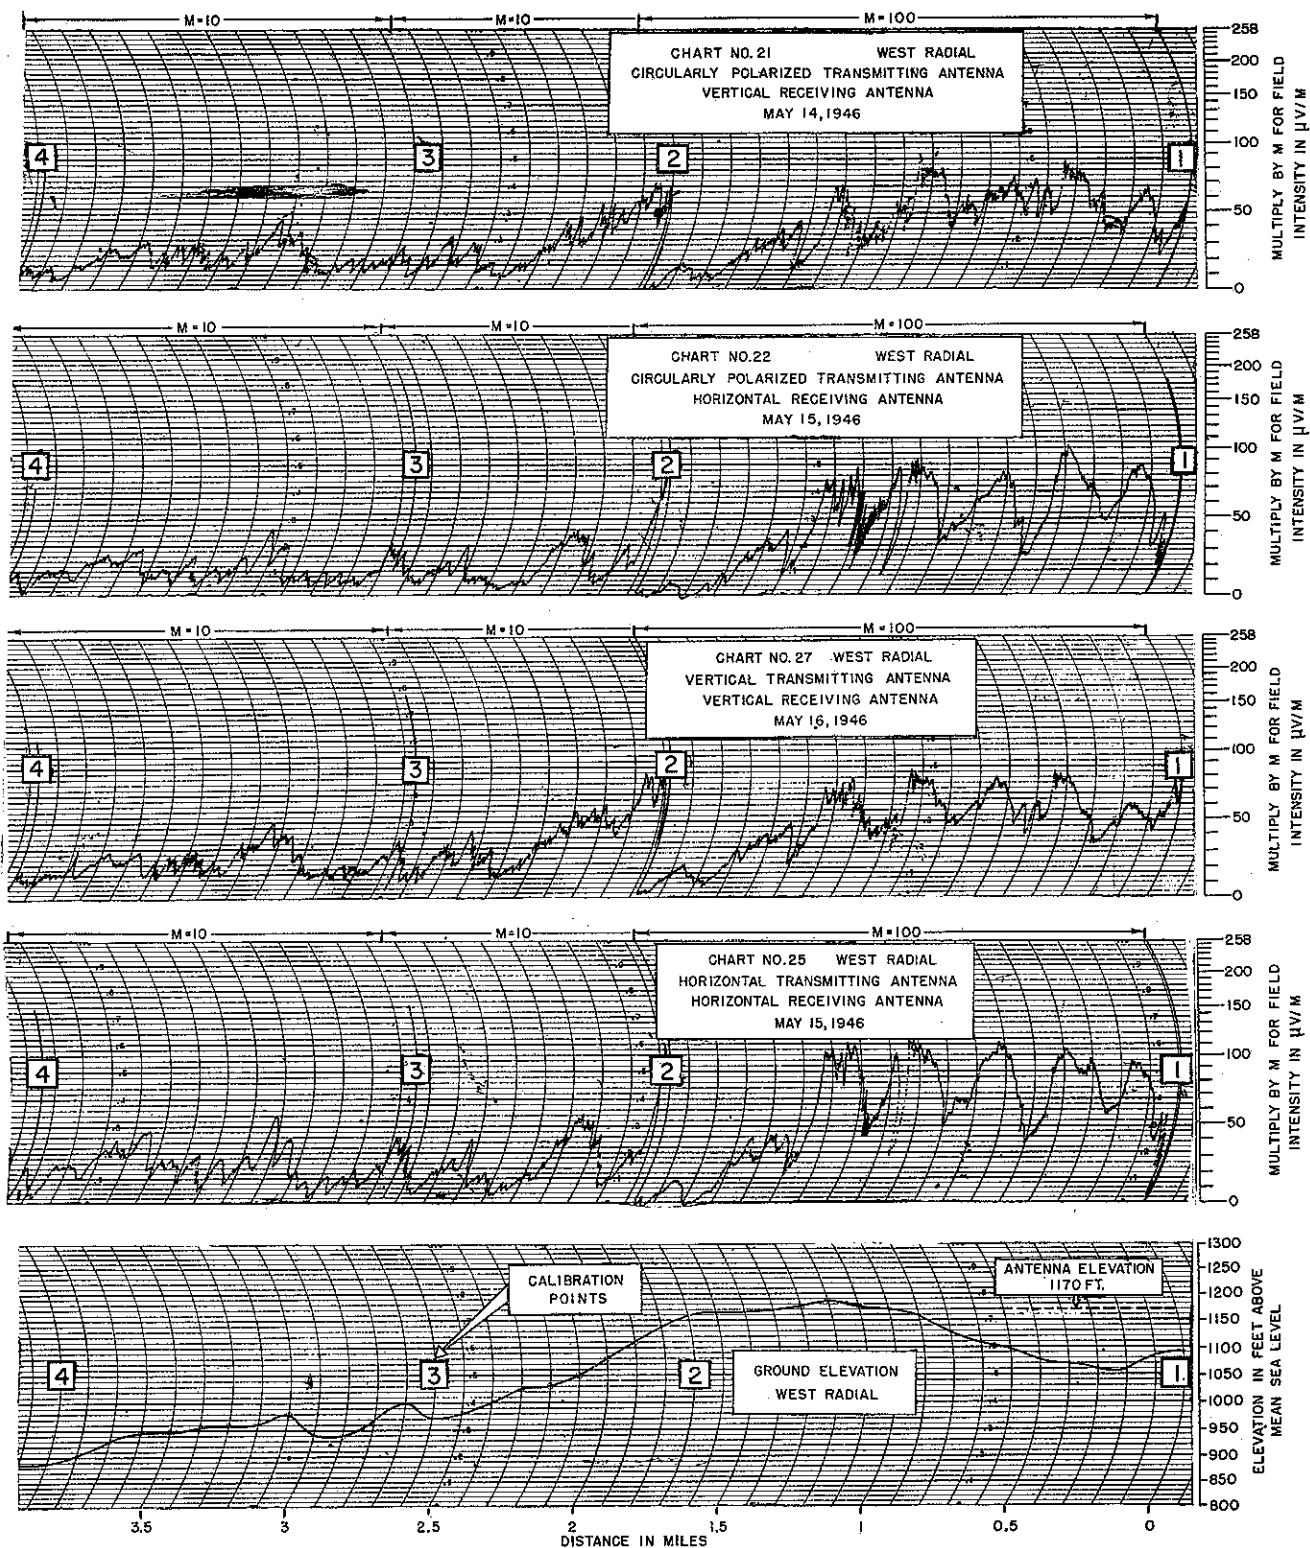 M=10 M=10 M=100
CHART NO.21 WEST RADIAL
CIRCULARLY POLARIZED TRANSMITTING ANTENNA
VERTICAL RECEIVING ANTENNA
MAY 14, 1946
4 3 2 1
258
200
150
100
50
0
MULTIPLY BY M FOR FIELD
INTENSITY IN μV/M
M=10 M=10 M=100
CHART NO.22 WEST RADIAL
CIRCULARLY POLARIZED TRANSMITTING ANTENNA
HORIZONTAL RECEIVING ANTENNA
MAY 15, 1946
4 3 2 1
258
200
150
100
50
0
MULTIPLY BY M FOR FIELD
INTENSITY IN μV/M
M=10 M=10 M=100
CHART NO.27 WEST RADIAL
VERTICAL TRANSMITTING ANTENNA
VERTICAL RECEIVING ANTENNA
MAY 16, 1946
4 3 2 1
258
200
150
100
50
0
MULTIPLY BY M FOR FIELD
INTENSITY IN μV/M
M=10 M=10 M=100
CHART NO.25 WEST RADIAL
HORIZONTAL TRANSMITTING ANTENNA
HORIZONTAL RECEIVING ANTENNA
MAY 15, 1946
4 3 2 1
258
200
150
100
50
0
MULTIPLY BY M FOR FIELD
INTENSITY IN μV/M
CALIBRATION
POINTS
ANTENNA ELEVATION
1170 FT.
4 3 2 1
GROUND ELEVATION
WEST RADIAL
1300
1250
1200
1150
1100
1050
1000
950
900
850
800
ELEVATION IN FEET ABOVE
MEAN SEA LEVEL
3.5 3 2.5 2 1.5 1 0.5 0
DISTANCE IN MILES